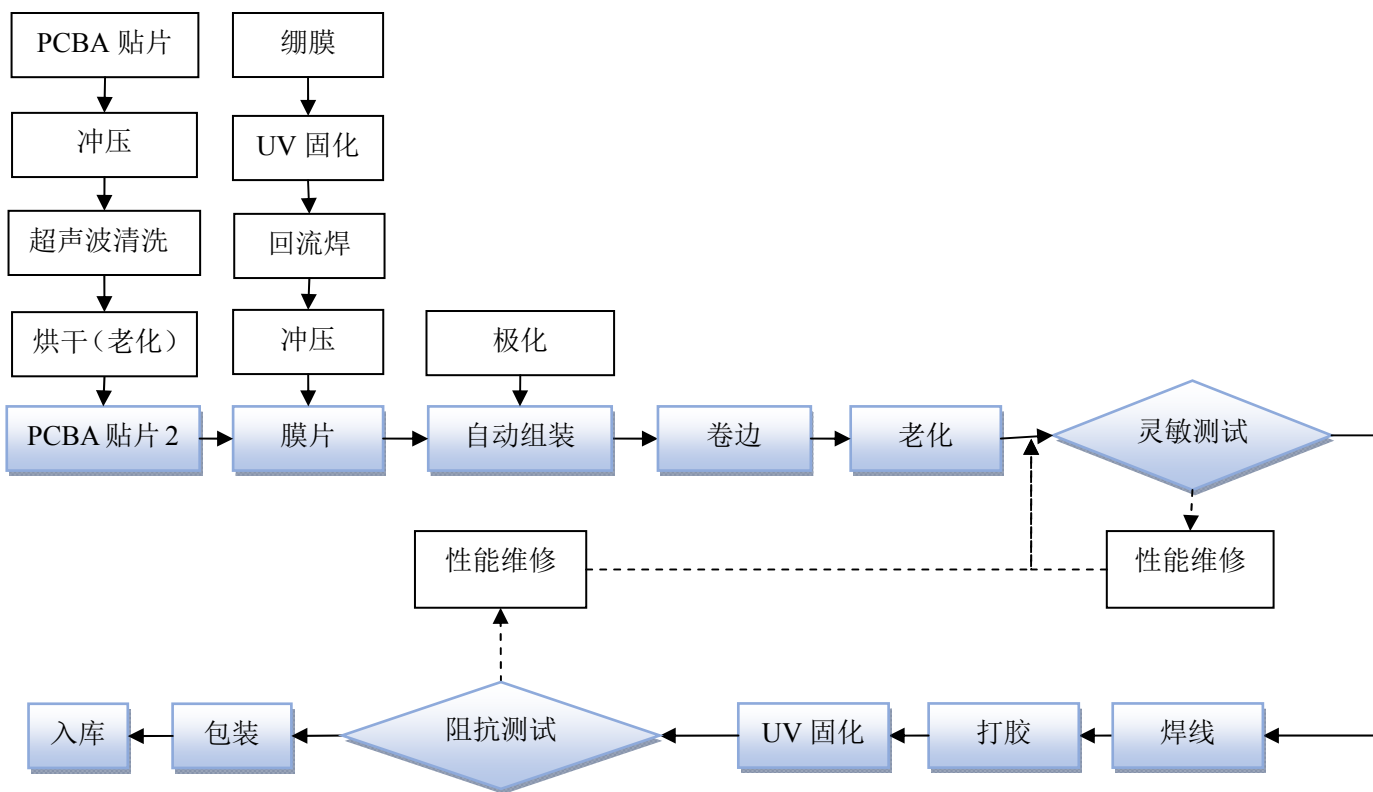 PCBA 贴片
绷膜
冲压
UV 固化
超声波清洗
回流焊
烘干（老化）
冲压
极化
PCBA 贴片 2
膜片
自动组装
卷边
老化
灵敏测试
性能维修
性能维修
入库
包装
阻抗测试
UV 固化
打胶
焊线